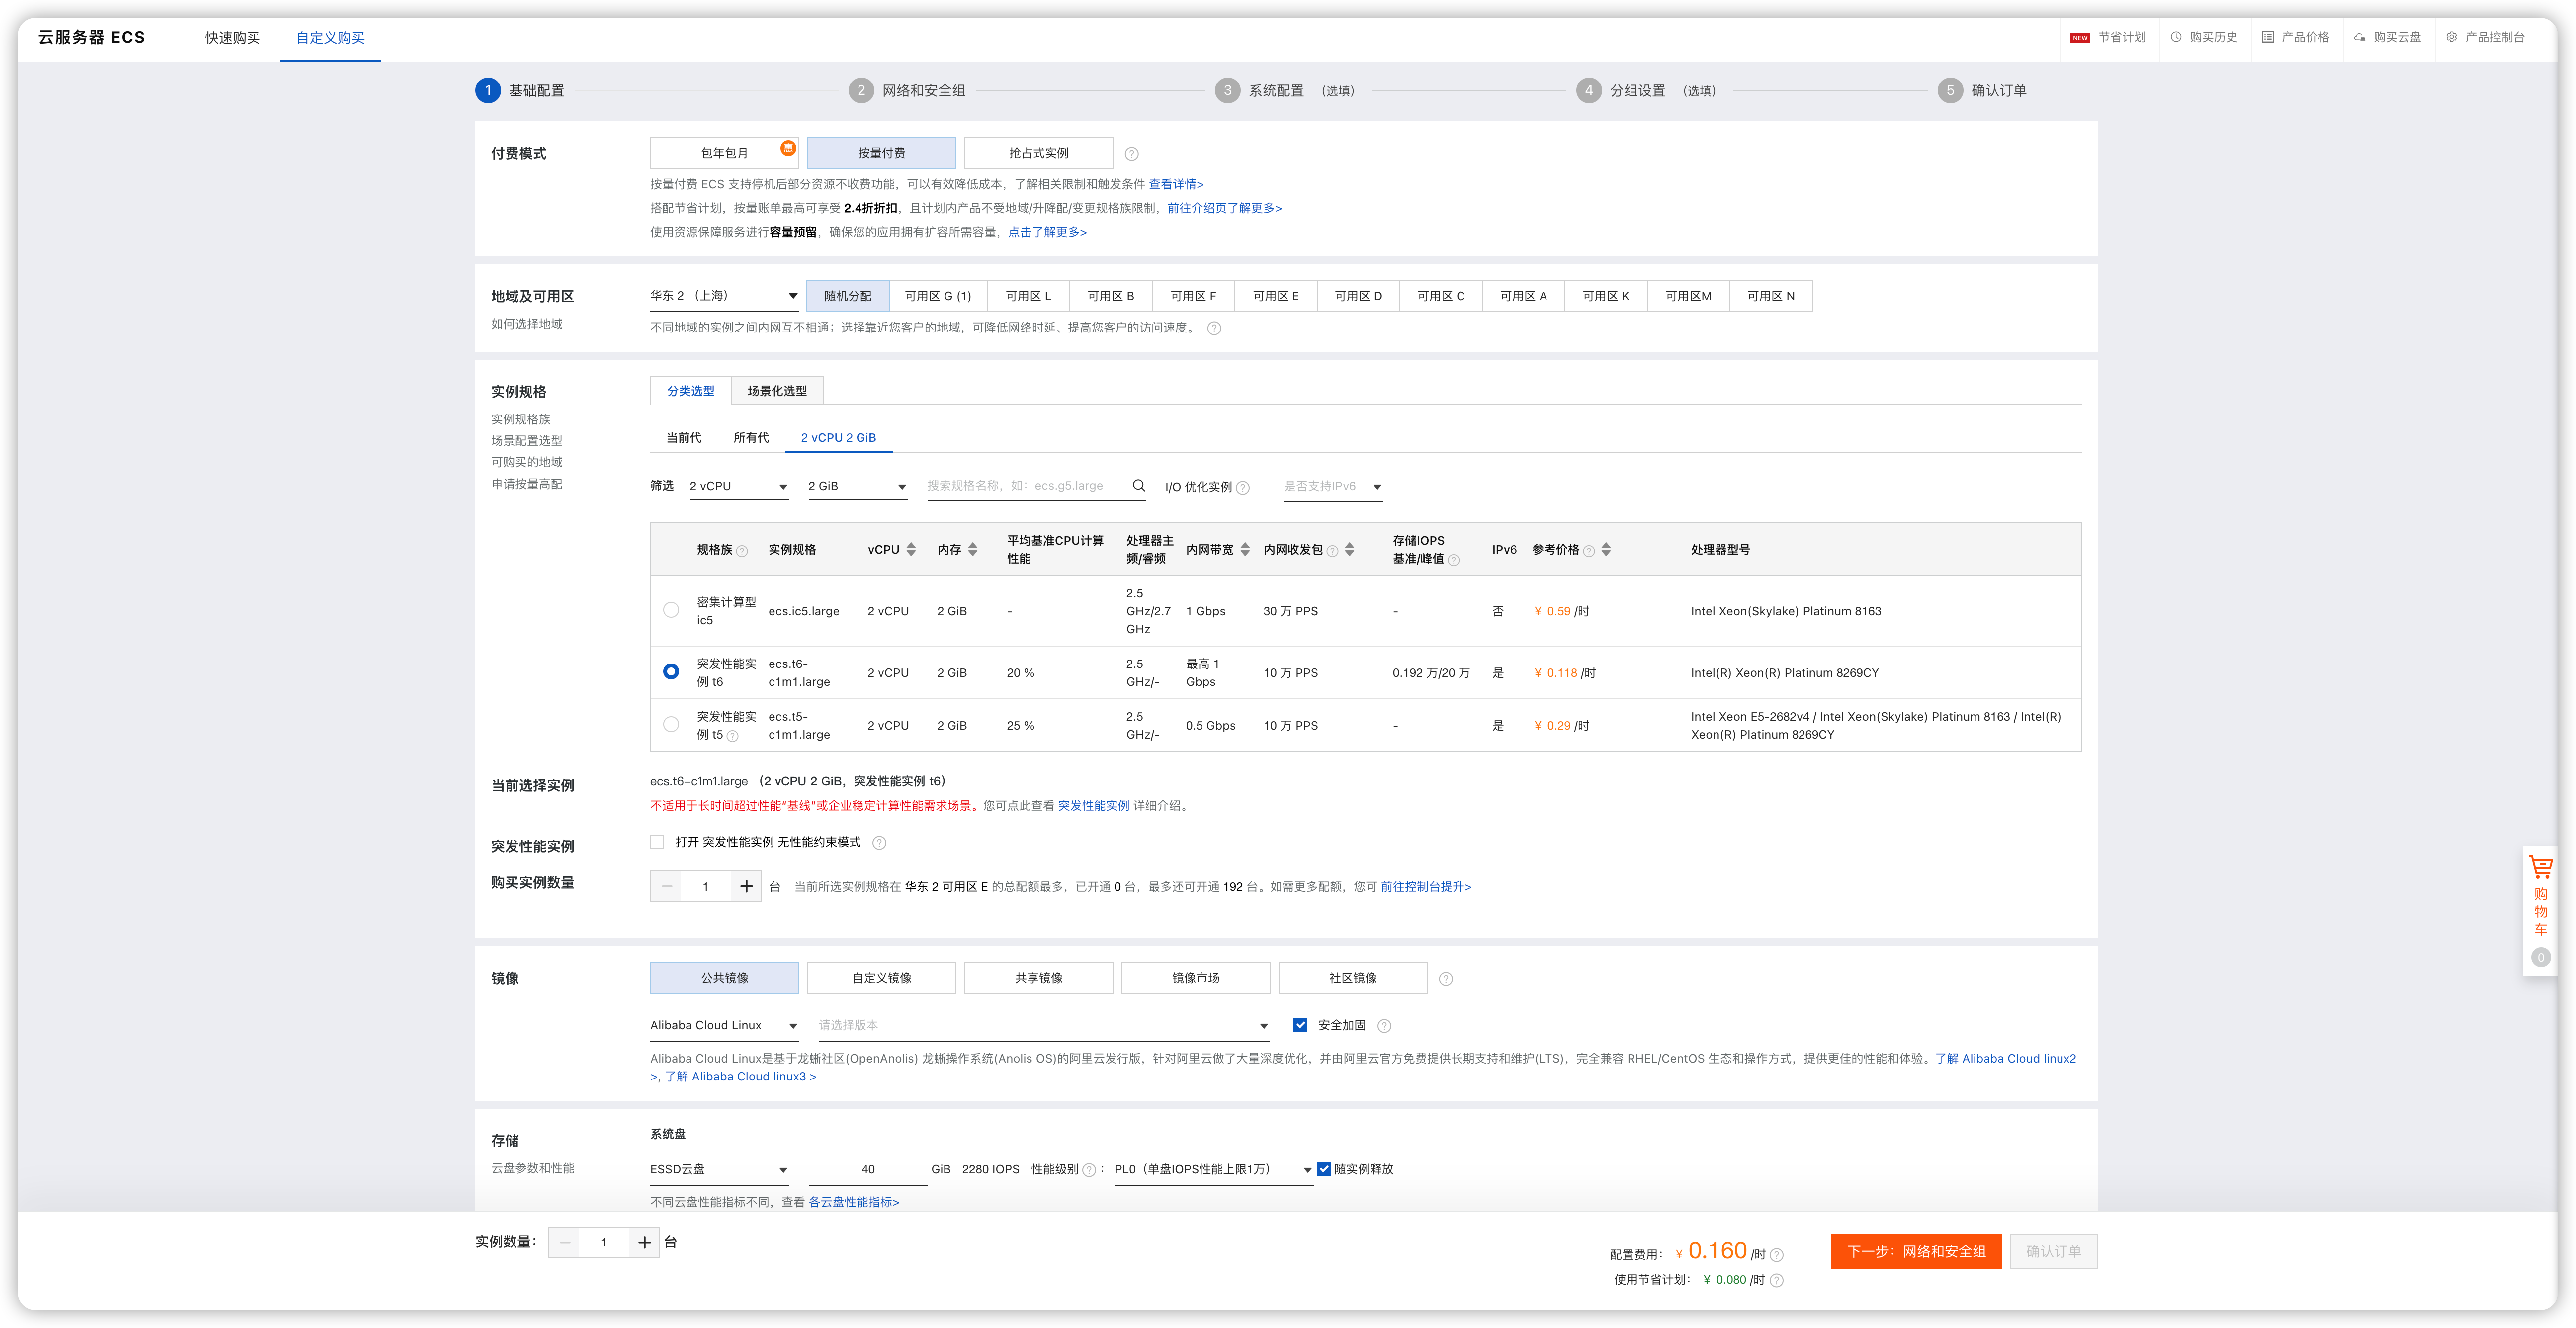 云服务器 ECS 快速购买 自定义购买 NEW 节省计划 购买历史 产品价格 购买云盘 产品控制台
1 基础配置 2 网络和安全组 3 系统配置 （选填） 4 分组设置 （选填） 5 确认订单
付费模式 包年包月 惠 按量付费 抢占式实例
按量付费 ECS 支持停机后部分资源不收费功能，可以有效降低成本，了解相关限制和触发条件 查看详情>
搭配节省计划，按量账单最高可享受 2.4折折扣，且计划内产品不受地域/升降配/变更规格族限制，前往介绍页了解更多>
使用资源保障服务进行容量预留，确保您的应用拥有扩容所需容量，点击了解更多>
地域及可用区 华东 2 （上海） 随机分配 可用区 G (1) 可用区 L 可用区 B 可用区 F 可用区 E 可用区 D 可用区 C 可用区 A 可用区 K 可用区M 可用区 N
如何选择地域
不同地域的实例之间内网互不相通；选择靠近您客户的地域，可降低网络时延、提高您客户的访问速度。
实例规格 分类选型 场景化选型
实例规格族
场景配置选型
可购买的地域
申请按量高配
当前代 所有代 2 vCPU 2 GiB
筛选 2 vCPU 2 GiB 搜索规格名称，如：ecs.g5.large I/O 优化实例 是否支持IPv6
规格族 实例规格 vCPU 内存 平均基准CPU计算性能 处理器主频/睿频 内网带宽 内网收发包 存储IOPS 基准/峰值 IPv6 参考价格 处理器型号
密集计算型 ic5 ecs.ic5.large 2 vCPU 2 GiB - 2.5 GHz/2.7 GHz 1 Gbps 30 万 PPS - 否 ¥ 0.59 /时 Intel Xeon(Skylake) Platinum 8163
突发性能实例 t6 ecs.t6-c1m1.large 2 vCPU 2 GiB 20 % 2.5 GHz/- 最高 1 Gbps 10 万 PPS 0.192 万/20 万 是 ¥ 0.118 /时 Intel(R) Xeon(R) Platinum 8269CY
突发性能实例 t5 ecs.t5-c1m1.large 2 vCPU 2 GiB 25 % 2.5 GHz/- 0.5 Gbps 10 万 PPS - 是 ¥ 0.29 /时 Intel Xeon E5-2682v4 / Intel Xeon(Skylake) Platinum 8163 / Intel(R) Xeon(R) Platinum 8269CY
当前选择实例 ecs.t6-c1m1.large （2 vCPU 2 GiB，突发性能实例 t6）
不适用于长时间超过性能“基线”或企业稳定计算性能需求场景。您可点此查看 突发性能实例 详细介绍。
突发性能实例 打开 突发性能实例 无性能约束模式
购买实例数量 1 台 当前所选实例规格在 华东 2 可用区 E 的总配额最多，已开通 0 台，最多还可开通 192 台。如需更多配额，您可 前往控制台提升>
购物车
0
镜像 公共镜像 自定义镜像 共享镜像 镜像市场 社区镜像
Alibaba Cloud Linux 请选择版本 安全加固
Alibaba Cloud Linux是基于龙蜥社区(OpenAnolis) 龙蜥操作系统(Anolis OS)的阿里云发行版，针对阿里云做了大量深度优化，并由阿里云官方免费提供长期支持和维护(LTS)，完全兼容 RHEL/CentOS 生态和操作方式，提供更佳的性能和体验。了解 Alibaba Cloud linux2
>, 了解 Alibaba Cloud linux3 >
存储 系统盘
云盘参数和性能 ESSD云盘 40 GiB 2280 IOPS 性能级别 ： PL0（单盘IOPS性能上限1万） 随实例释放
不同云盘性能指标不同，查看 各云盘性能指标>
实例数量： 1 台 配置费用： ¥ 0.160 /时 下一步：网络和安全组 确认订单
使用节省计划： ¥ 0.080 /时